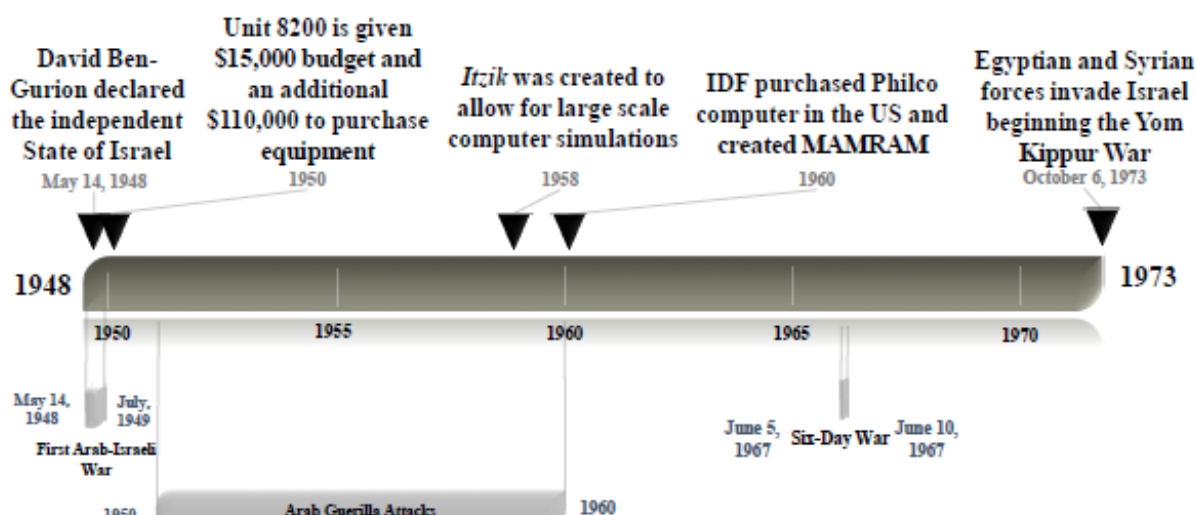 David Ben-
Gurion declared
the independent
State of Israel
May 14, 1948
Unit 8200 is given
$15,000 budget and
an additional
$110,000 to purchase
equipment
1950
Itzik was created to
allow for large scale
computer simulations
1958
IDF purchased Philco
computer in the US and
created MAMRAM
1960
Egyptian and Syrian
forces invade Israel
beginning the Yom
Kippur War
October 6, 1973
1948
1973
1950
1955
1960
1965
1970
May 14,
1948
July,
1949
First Arab-Israeli
War
June 5,
1967
Six-Day War
June 10,
1967
Arab Guerilla Attacks
1960